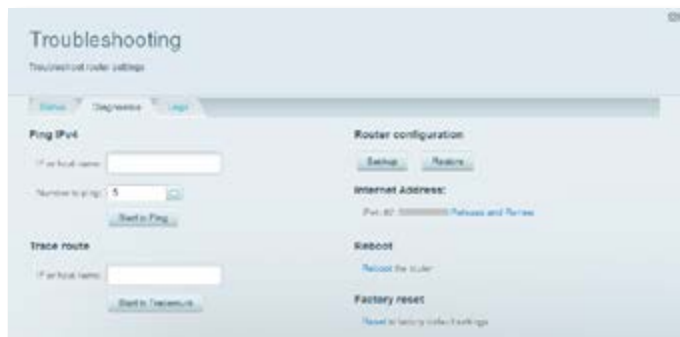 Troubleshooting
Troubleshoot router settings
Status
Diagnostics
Logs
Ping IPv4
IP or host name:
Number to ping: 5
Start to Ping
Trace route
IP or host name:
Start to Traceroute
Router configuration
Backup
Restore
Internet Address:
Release and Renew
Reboot
Reboot the router
Factory reset
Reset to factory default settings